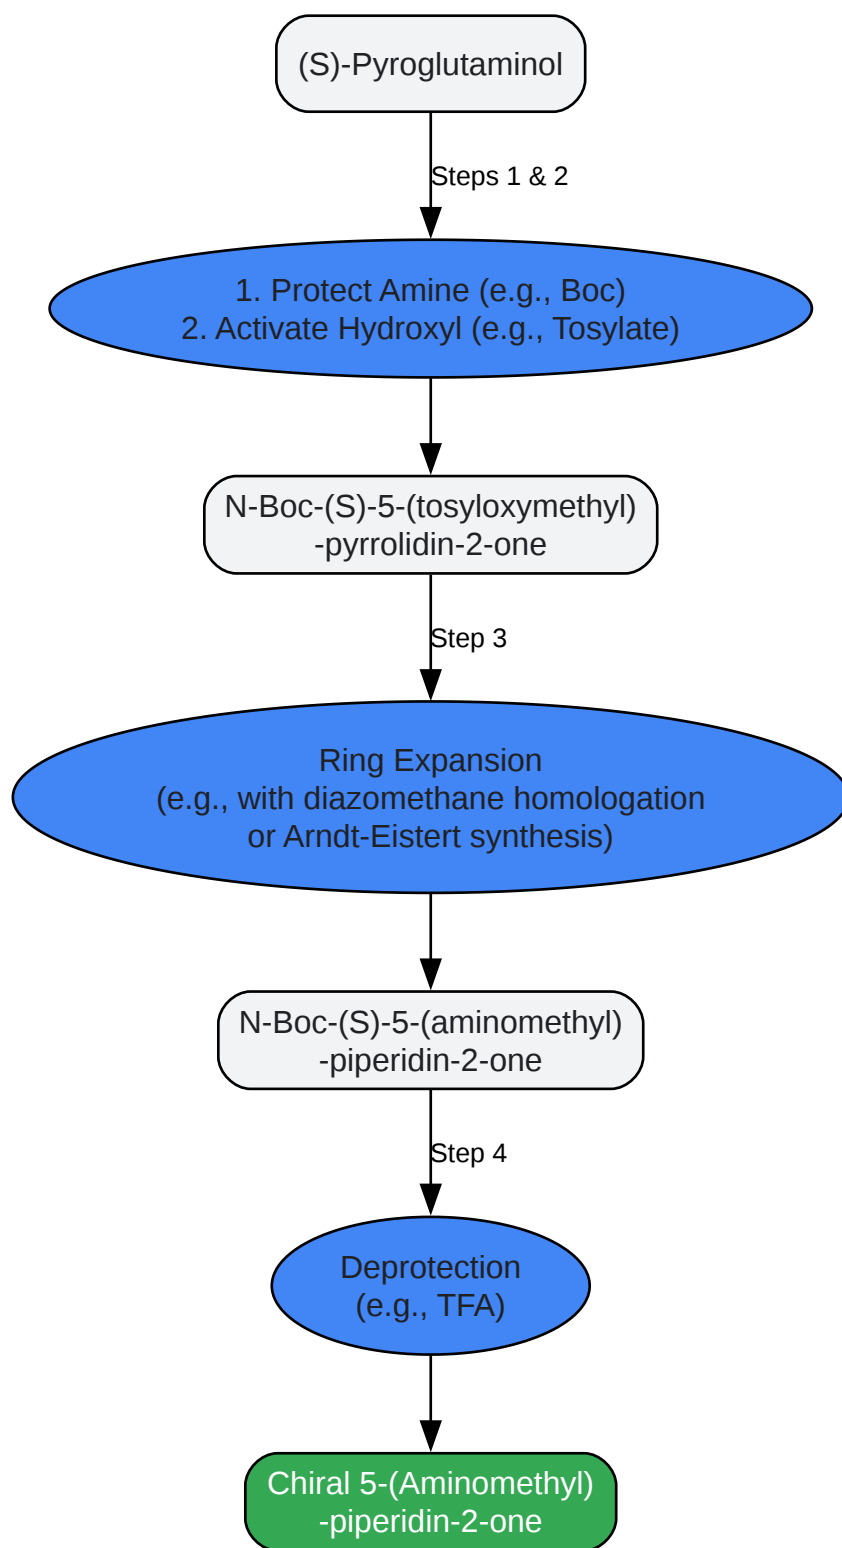 (S)-Pyroglutaminol
Steps 1 & 2
1. Protect Amine (e.g., Boc)
2. Activate Hydroxyl (e.g., Tosylate)
N-Boc-(S)-5-(tosyloxymethyl)
-pyrrolidin-2-one
Step 3
Ring Expansion
(e.g., with diazomethane homologation
or Arndt-Eistert synthesis)
N-Boc-(S)-5-(aminomethyl)
-piperidin-2-one
Step 4
Deprotection
(e.g., TFA)
Chiral 5-(Aminomethyl)
-piperidin-2-one